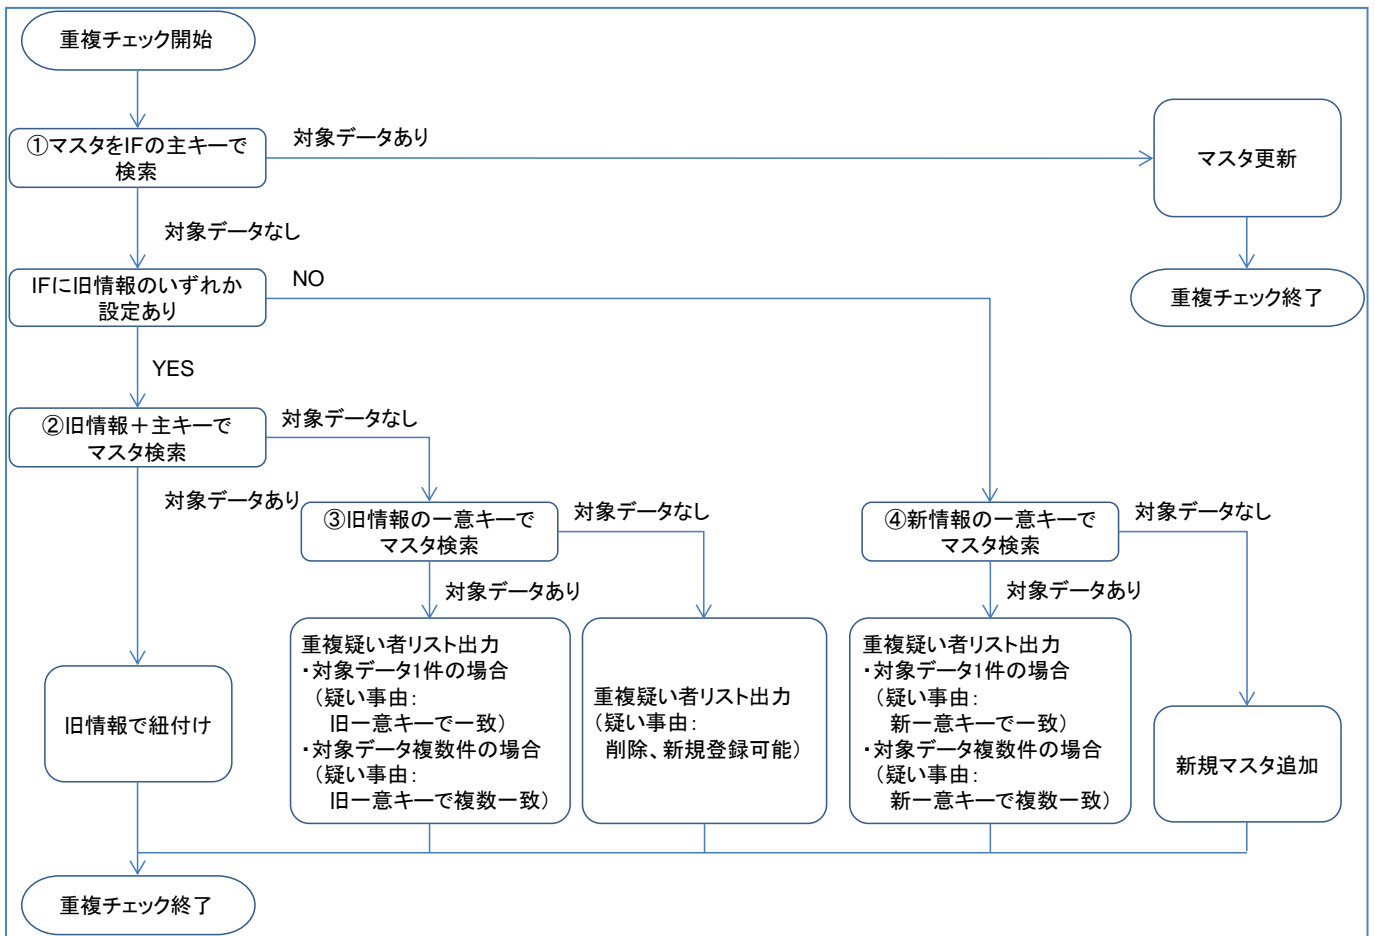 重複チェック開始
①マスタをIFの主キーで
検索
対象データあり
マスタ更新
対象データなし
IFに旧情報のいずれか
設定あり
NO
重複チェック終了
YES
②旧情報＋主キーで
マスタ検索
対象データなし
対象データあり
③旧情報の一意キーで
マスタ検索
対象データなし
④新情報の一意キーで
マスタ検索
対象データなし
対象データあり
対象データあり
旧情報で紐付け
重複疑い者リスト出力
・対象データ1件の場合
（疑い事由：
旧一意キーで一致）
・対象データ複数件の場合
（疑い事由：
旧一意キーで複数一致）
重複疑い者リスト出力
（疑い事由：
削除、新規登録可能）
重複疑い者リスト出力
・対象データ1件の場合
（疑い事由：
新一意キーで一致）
・対象データ複数件の場合
（疑い事由：
新一意キーで複数一致）
新規マスタ追加
重複チェック終了